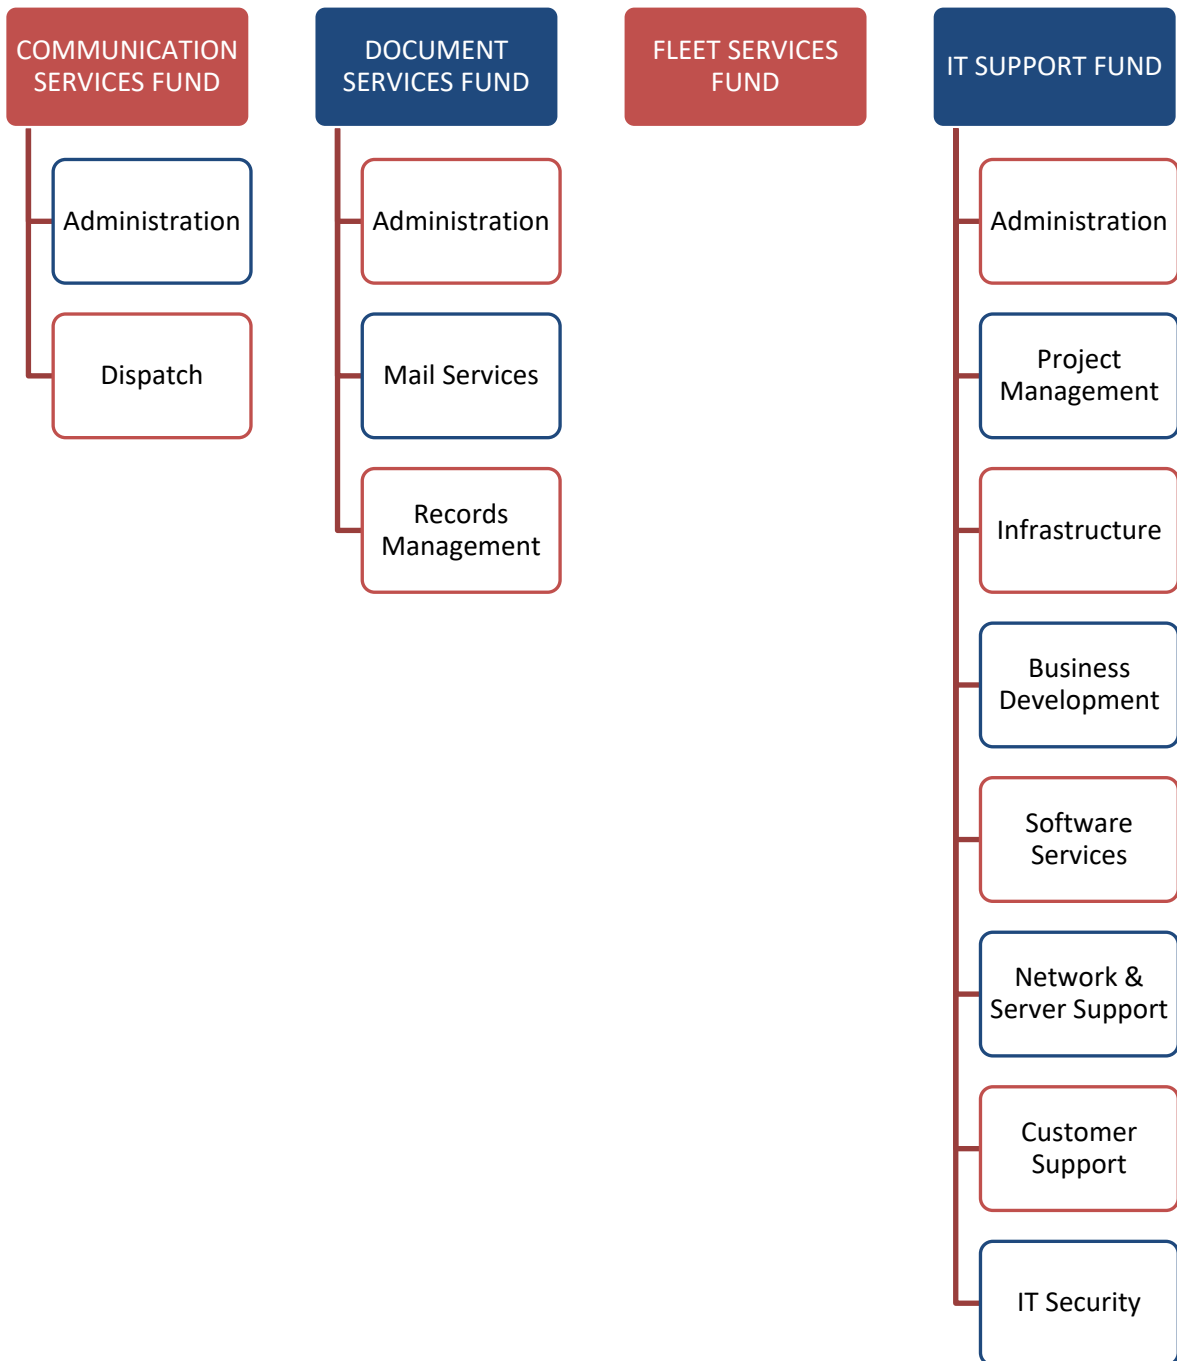 COMMUNICATION
SERVICES FUND
Administration
Dispatch
DOCUMENT
SERVICES FUND
Administration
Mail Services
Records
Management
FLEET SERVICES
FUND
IT SUPPORT FUND
Administration
Project
Management
Infrastructure
Business
Development
Software
Services
Network &
Server Support
Customer
Support
IT Security